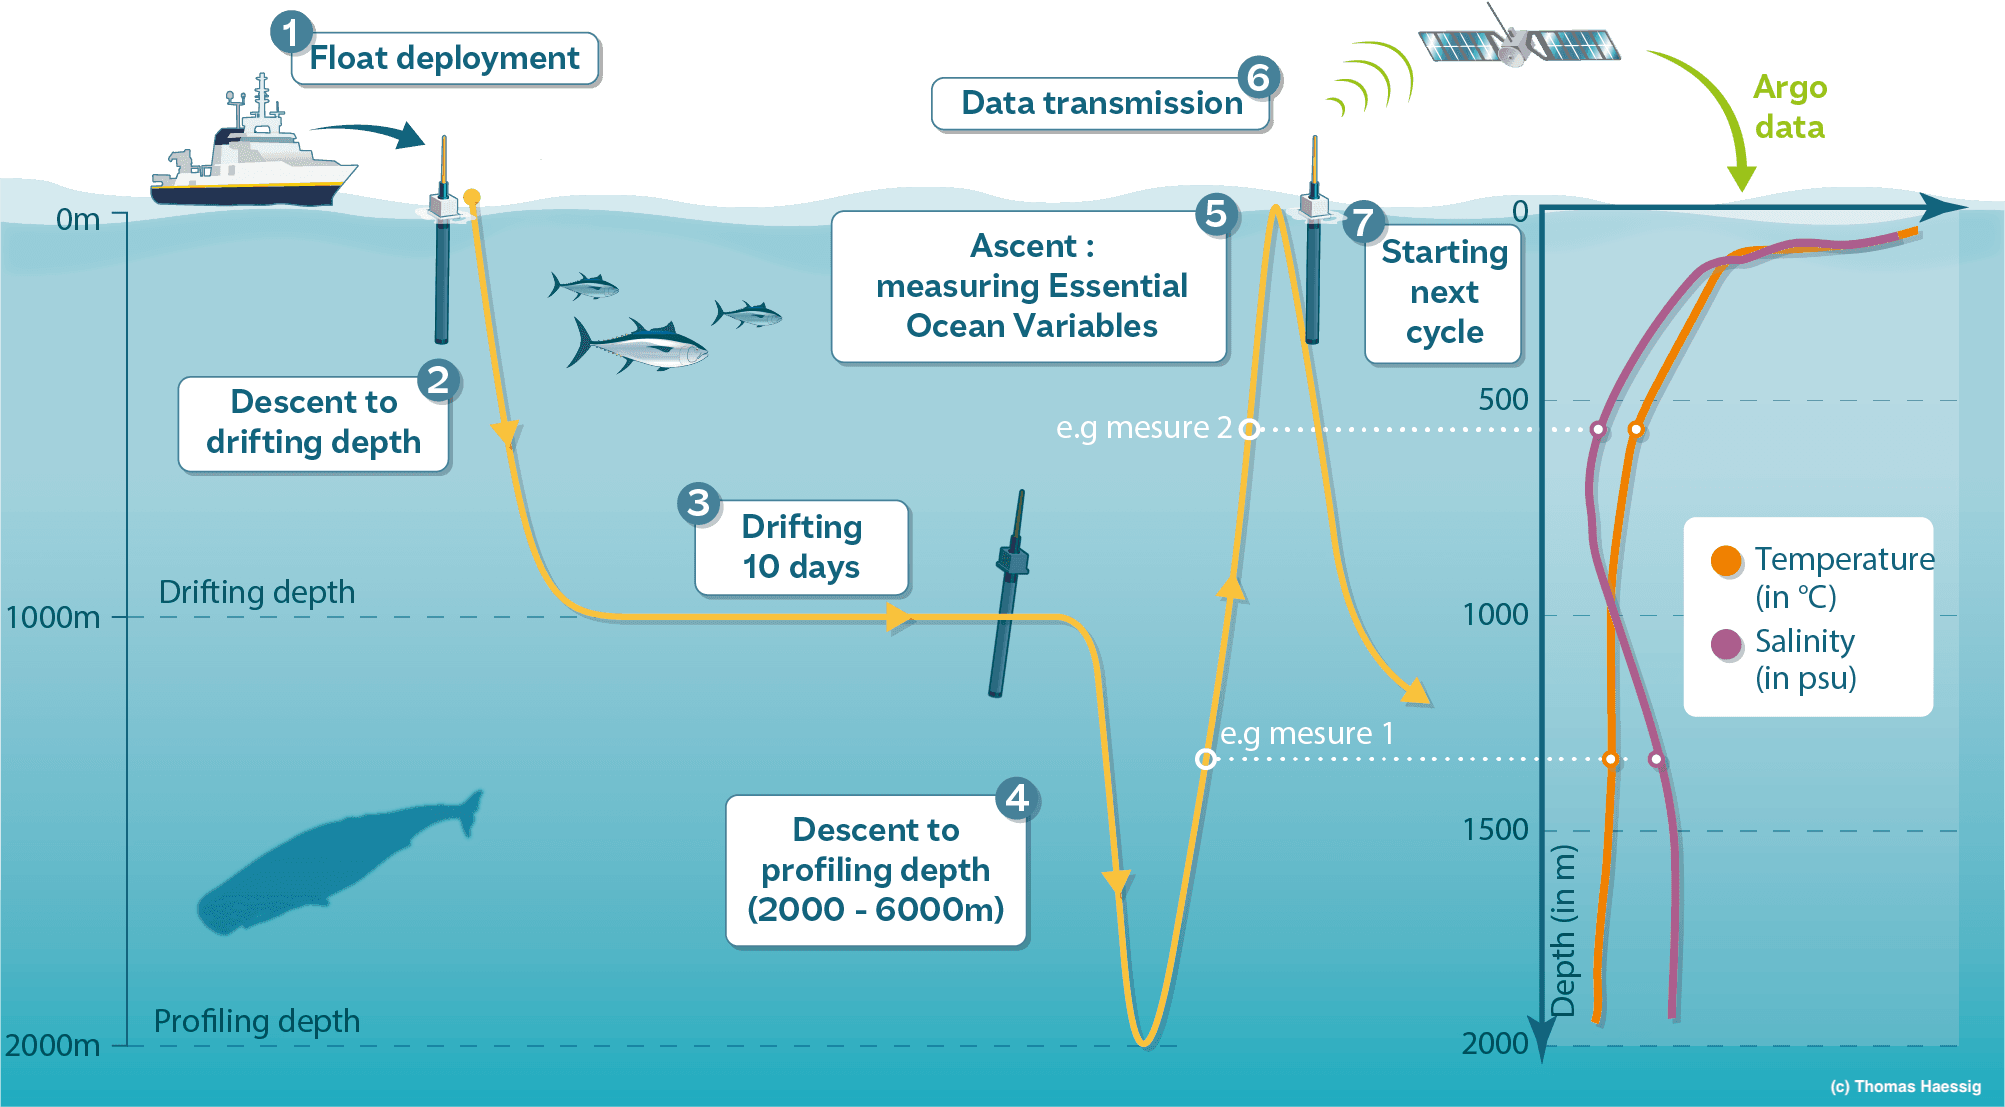 1
Float deployment
6
Data transmission
Argo
data
0m
2
Descent to
drifting depth
5
Ascent :
measuring Essential
Ocean Variables
7
Starting
next
cycle
e.g mesure 2
3
Drifting
10 days
Drifting depth
1000m
e.g mesure 1
4
Descent to
profiling depth
(2000 - 6000m)
Profiling depth
2000m
0
500
1000
1500
2000
Depth (in m)
Temperature
(in °C)
Salinity
(in psu)
(c) Thomas Haessig